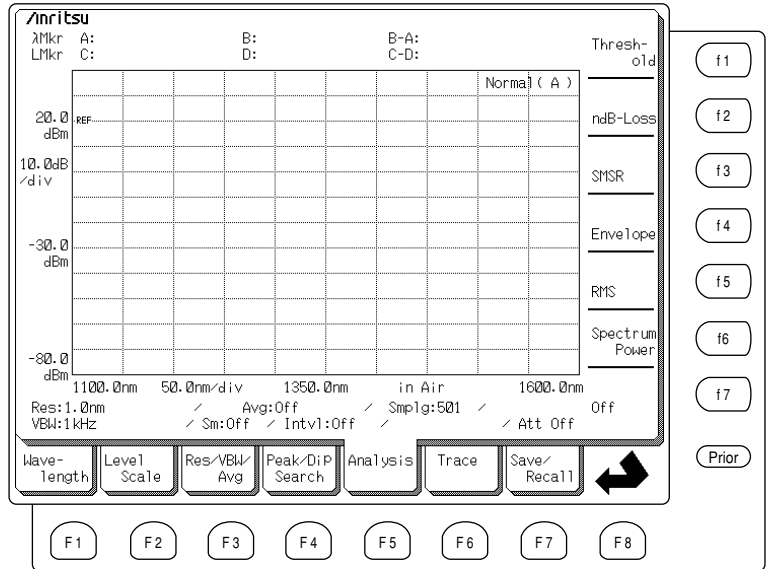 Anritsu
λMkr A: B: B-A:
LMkr C: D: C-D:
Normal( A )
20.0 REF
dBm
10.0dB
/div
-30.0
dBm
-80.0
dBm
1100.0nm 50.0nm/div 1350.0nm in Air 1600.0nm
Res:1.0nm / Avg:Off / Smplg:501 / Off
VBW:1kHz / Sm:Off / Intvl:Off / / Att Off
Thresh-
old
ndB-Loss
SMSR
Envelope
RMS
Spectrum
Power
f1
f2
f3
f4
f5
f6
f7
Prior
Wave-
length
Level
Scale
Res/VBW/
Avg
Peak/Dip
Search
Analysis
Trace
Save/
Recall
F1 F2 F3 F4 F5 F6 F7 F8